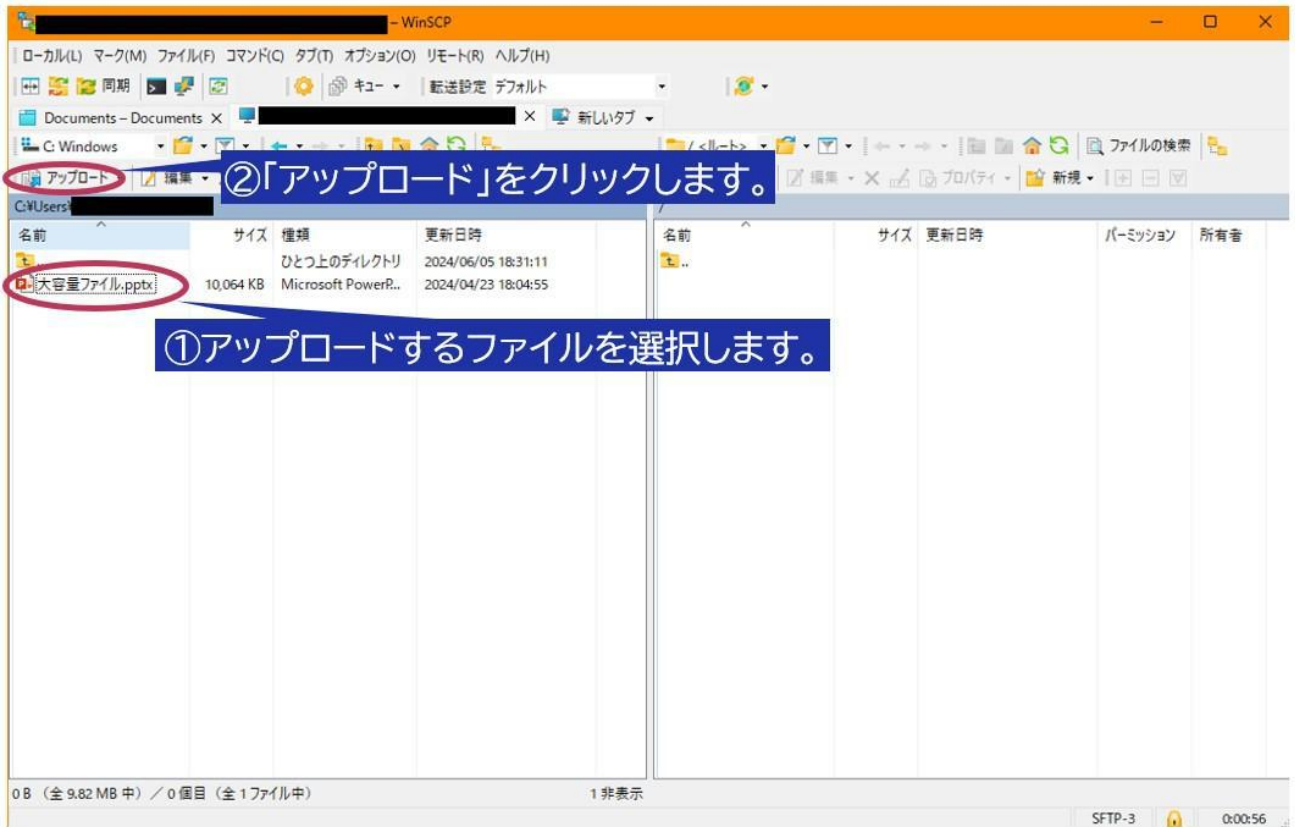 – WinSCP
ローカル(L) マーク(M) ファイル(F) コマンド(C) タブ(T) オプション(O) リモート(R) ヘルプ(H)
同期 キュー 転送設定 デフォルト
Documents – Documents × × 新しいタブ
C: Windows / <ルート> ファイルの検索
アップロード 編集 ②「アップロード」をクリックします。 編集 プロパティ 新規
C:¥Users¥ /
名前 サイズ 種類 更新日時 名前 サイズ 更新日時 パーミッション 所有者
.. ひとつ上のディレクトリ 2024/06/05 18:31:11 ..
大容量ファイル.pptx 10,064 KB Microsoft PowerP... 2024/04/23 18:04:55
①アップロードするファイルを選択します。
0 B （全 9.82 MB 中）／ 0 個目（全 1 ファイル中） 1 非表示
SFTP-3 0:00:56